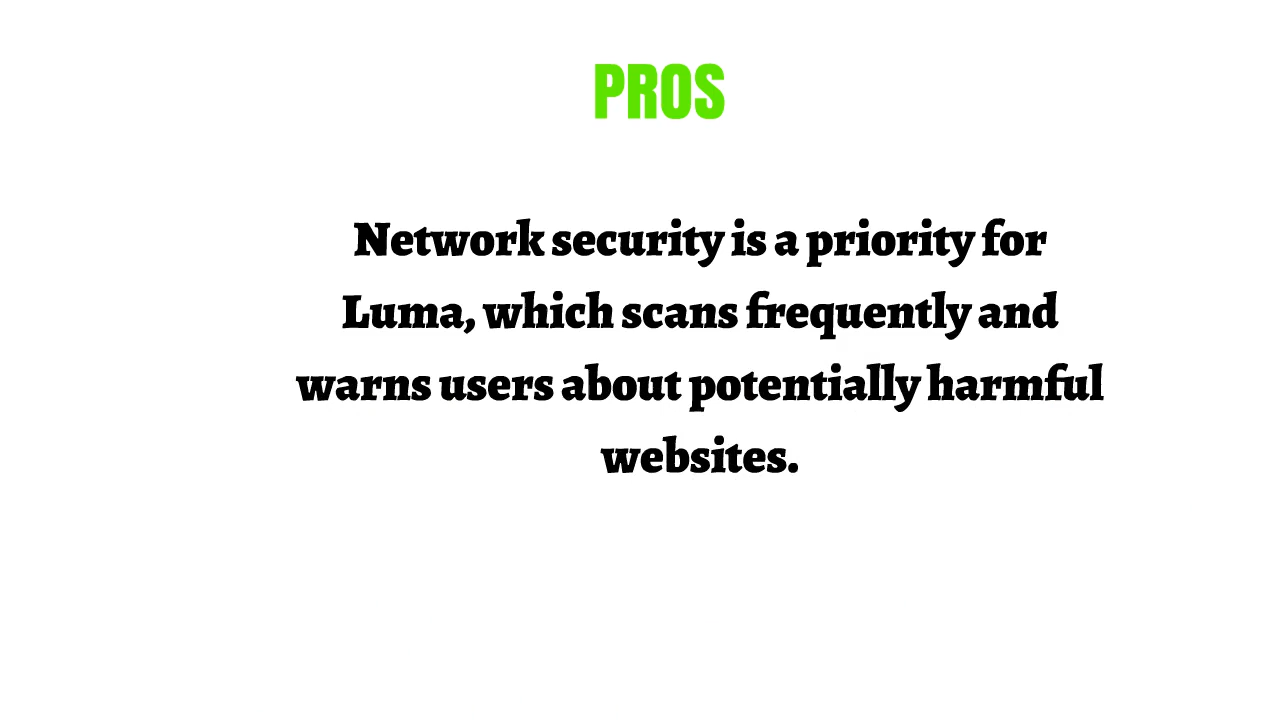 PROS
Network security is a priority for
Luma, which scans frequently and
warns users about potentially harmful
websites.